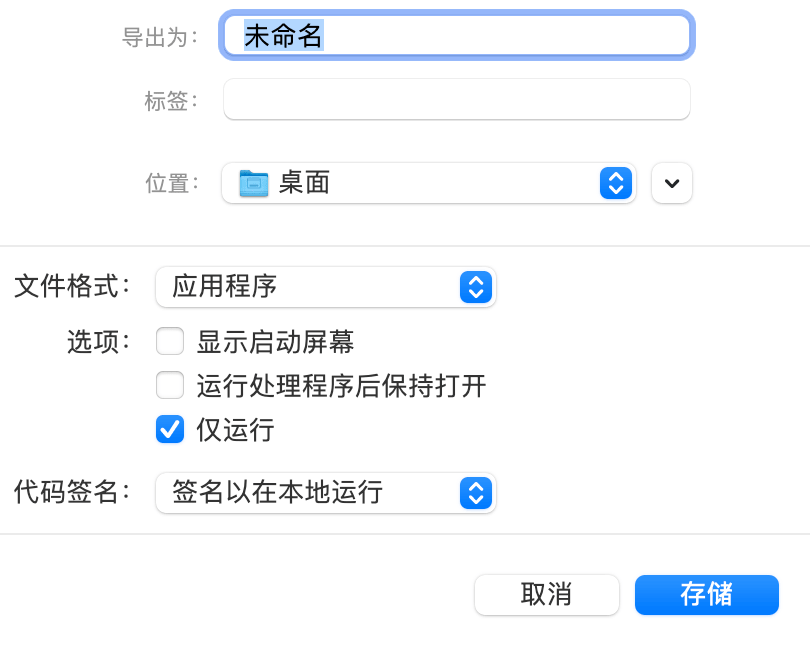 导出为： 未命名
标签：
位置： 桌面
文件格式： 应用程序
选项： 显示启动屏幕
运行处理程序后保持打开
仅运行
代码签名： 签名以在本地运行
取消 存储